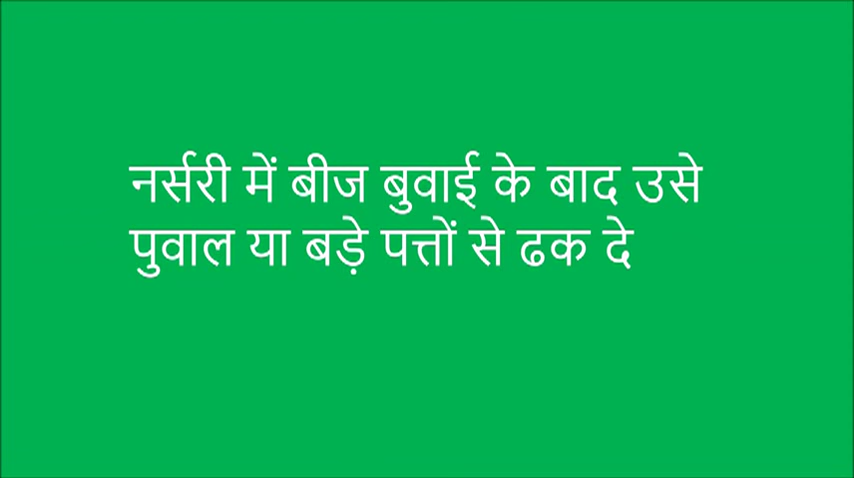 नर्सरी में बीज बुवाई के बाद उसे
पुवाल या बड़े पत्तों से ढक दे